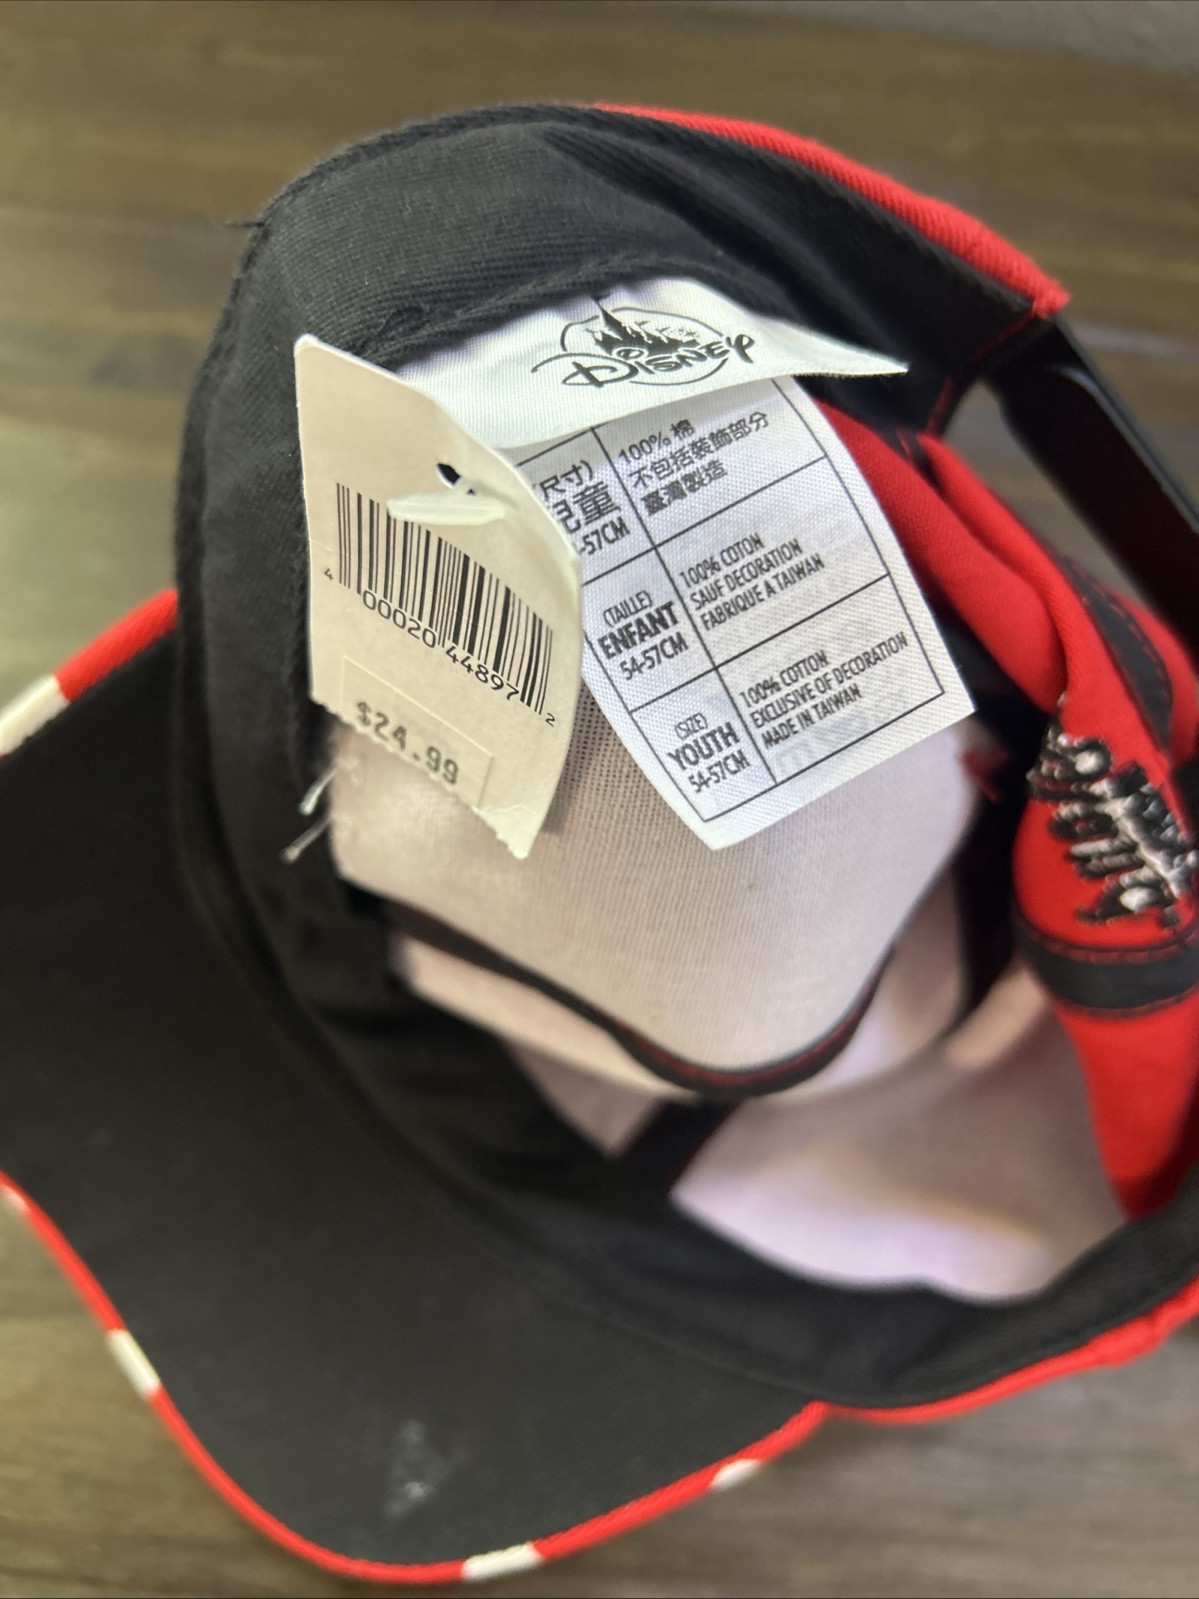 Disney
4 00020 44897 2
$24.99
(尺寸)
兒童
-57CM
100% 棉
不包括裝飾部分
臺灣製造
(TAILLE)
ENFANT
54-57CM
100% COTON
SAUF DECORATION
FABRIQUE A TAIWAN
(SIZE)
YOUTH
54-57CM
100% COTTON
EXCLUSIVE OF DECORATION
MADE IN TAIWAN